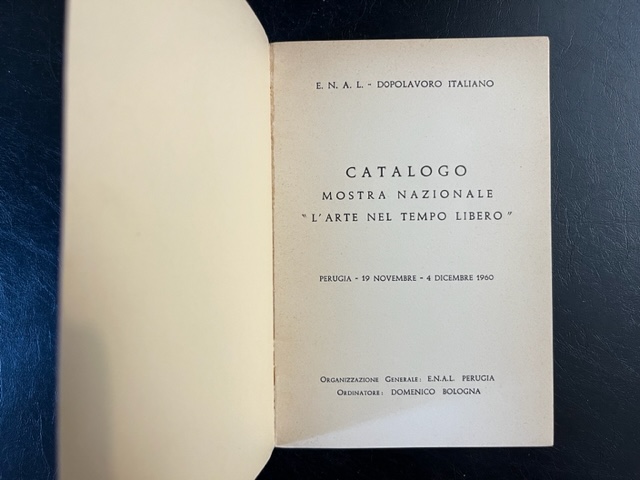 E. N. A. L. - DOPOLAVORO ITALIANO
CATALOGO
MOSTRA NAZIONALE
"L'ARTE NEL TEMPO LIBERO"
PERUGIA - 19 NOVEMBRE - 4 DICEMBRE 1960
ORGANIZZAZIONE GENERALE: E.N.A.L. PERUGIA
ORDINATORE: DOMENICO BOLOGNA